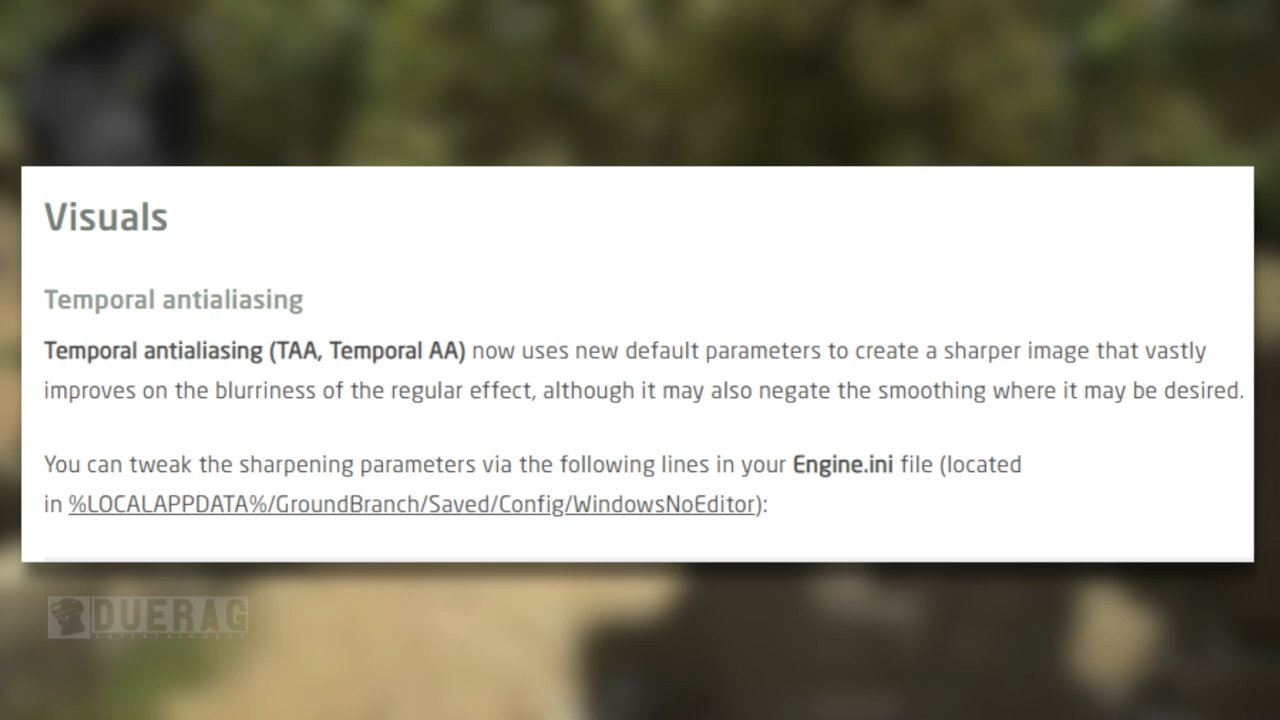 Visuals
Temporal antialiasing
Temporal antialiasing (TAA, Temporal AA) now uses new default parameters to create a sharper image that vastly
improves on the blurriness of the regular effect, although it may also negate the smoothing where it may be desired.
You can tweak the sharpening parameters via the following lines in your Engine.ini file (located
in %LOCALAPPDATA%/GroundBranch/Saved/Config/WindowsNoEditor):
DUERAG
ENTERTAINMENT